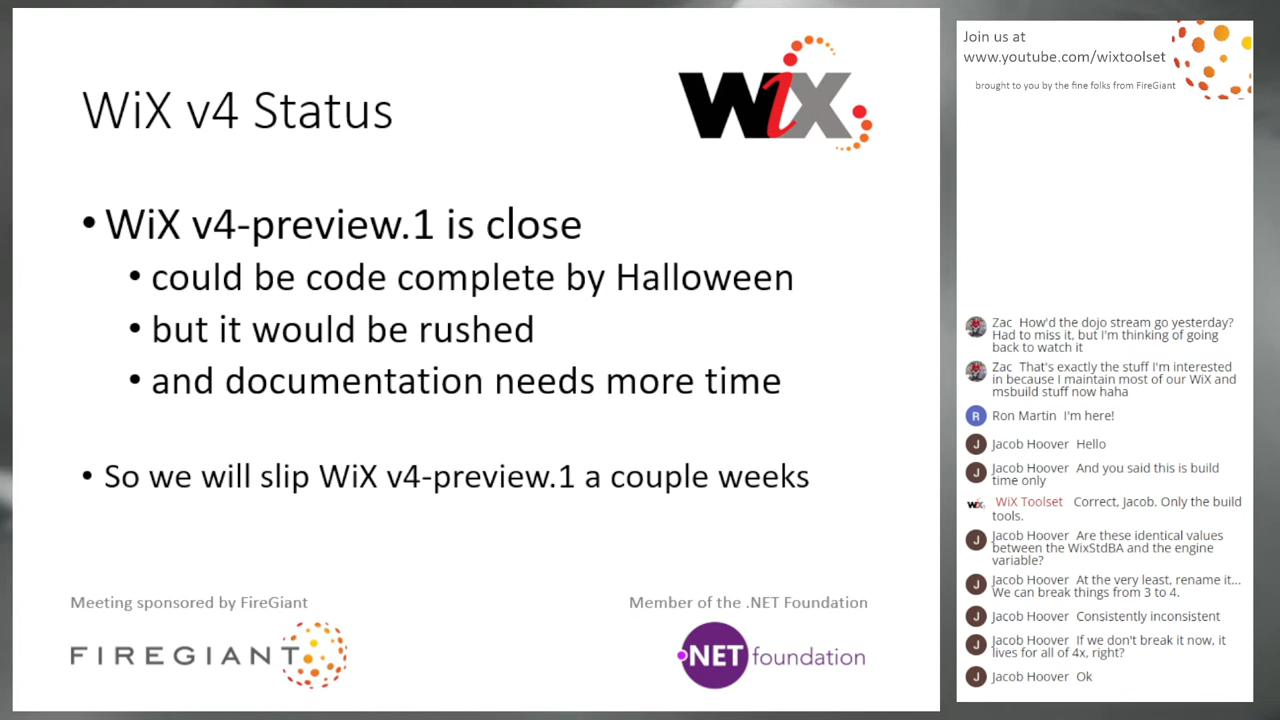 WiX v4 Status
WiX
• WiX v4-preview.1 is close
• could be code complete by Halloween
• but it would be rushed
• and documentation needs more time
• So we will slip WiX v4-preview.1 a couple weeks
Meeting sponsored by FireGiant
FIREGIANT
Member of the .NET Foundation
.NET foundation
Join us at
www.youtube.com/wixtoolset
brought to you by the fine folks from FireGiant
Zac How'd the dojo stream go yesterday?
Had to miss it, but I'm thinking of going
back to watch it
Zac That's exactly the stuff I'm interested
in because I maintain most of our WiX and
msbuild stuff now haha
R Ron Martin I'm here!
J Jacob Hoover Hello
J Jacob Hoover And you said this is build
time only
WiX WiX Toolset Correct, Jacob. Only the build
tools.
J Jacob Hoover Are these identical values
between the WixStdBA and the engine
variable?
J Jacob Hoover At the very least, rename it...
We can break things from 3 to 4.
J Jacob Hoover Consistently inconsistent
J Jacob Hoover If we don't break it now, it
lives for all of 4x, right?
J Jacob Hoover Ok